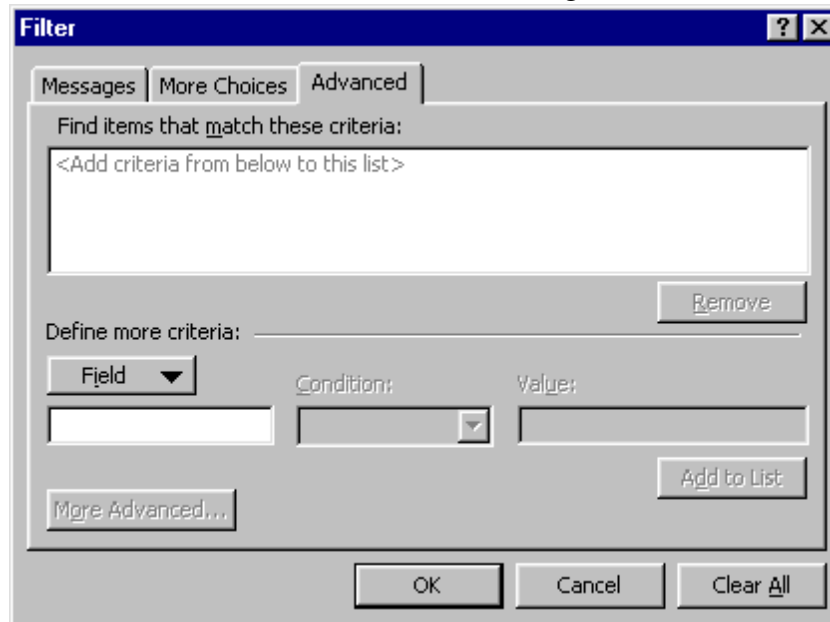 Filter
Messages More Choices Advanced
Find items that match these criteria:
<Add criteria from below to this list>
Remove
Define more criteria:
Field
Condition: Value:
Add to List
More Advanced...
OK Cancel Clear All